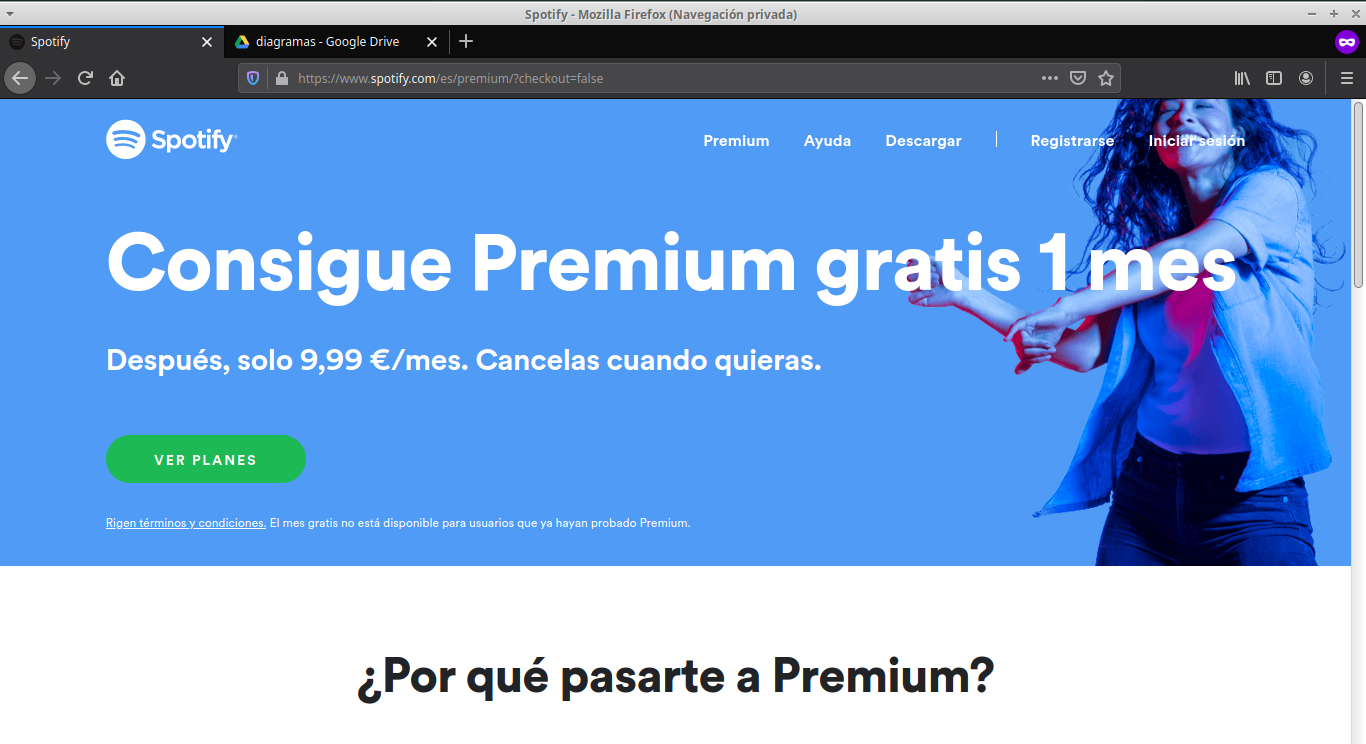 Spotify - Mozilla Firefox (Navegación privada)
Spotify
diagramas - Google Drive
https://www.spotify.com/es/premium/?checkout=false
Spotify®
Premium Ayuda Descargar | Registrarse Iniciar sesión
Consigue Premium gratis 1 mes
Después, solo 9,99 €/mes. Cancelas cuando quieras.
VER PLANES
Rigen términos y condiciones. El mes gratis no está disponible para usuarios que ya hayan probado Premium.
¿Por qué pasarte a Premium?